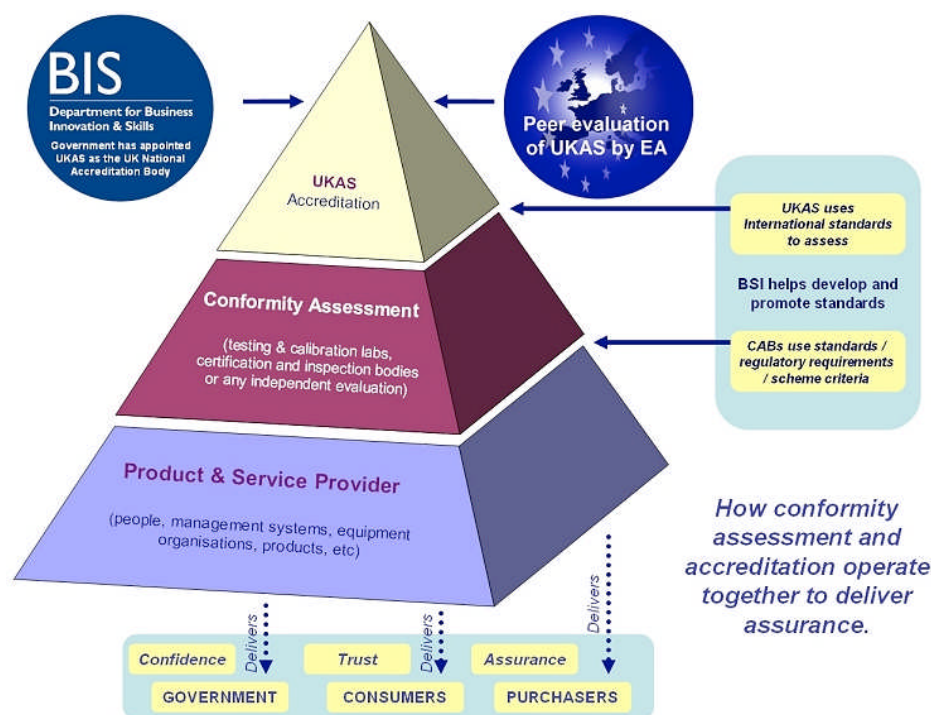 BIS
Department for Business
Innovation & Skills
Government has appointed
UKAS as the UK National
Accreditation Body
Peer evaluation
of UKAS by EA
UKAS
Accreditation
UKAS uses
International standards
to assess
BSI helps develop and
promote standards
CABs use standards /
regulatory requirements
/ scheme criteria
Conformity Assessment
(testing & calibration labs,
certification and inspection bodies
or any independent evaluation)
Product & Service Provider
(people, management systems, equipment
organisations, products, etc)
How conformity
assessment and
accreditation operate
together to deliver
assurance.
Delivers
Delivers
Delivers
Confidence
Trust
Assurance
GOVERNMENT
CONSUMERS
PURCHASERS